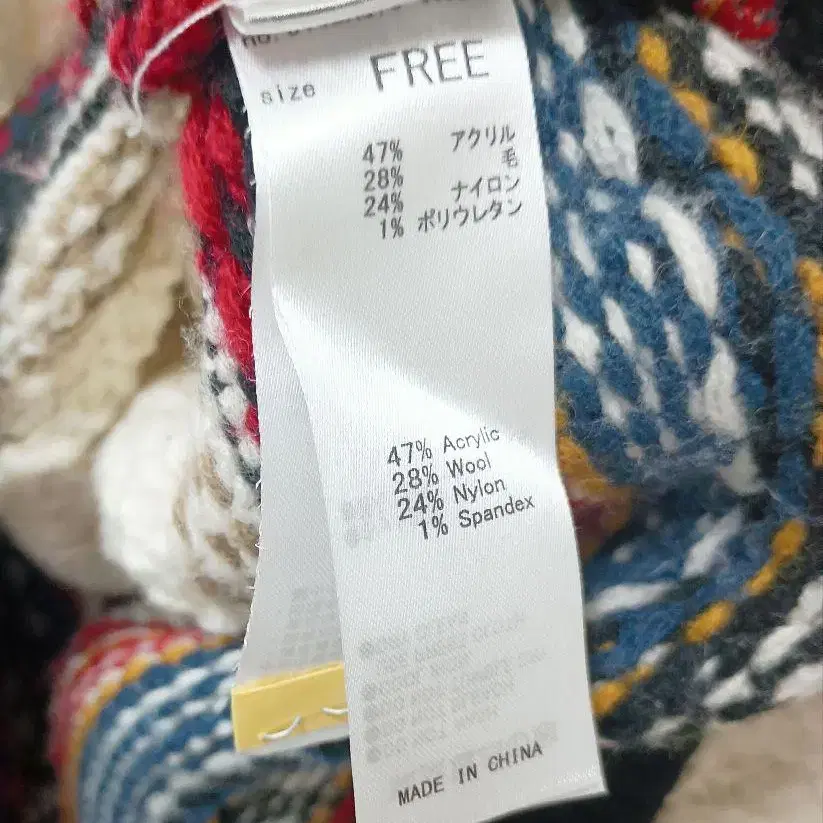 size FREE
47% アクリル
28% 毛
24% ナイロン
1% ポリウレタン
47% Acrylic
28% Wool
24% Nylon
1% Spandex
MADE IN CHINA